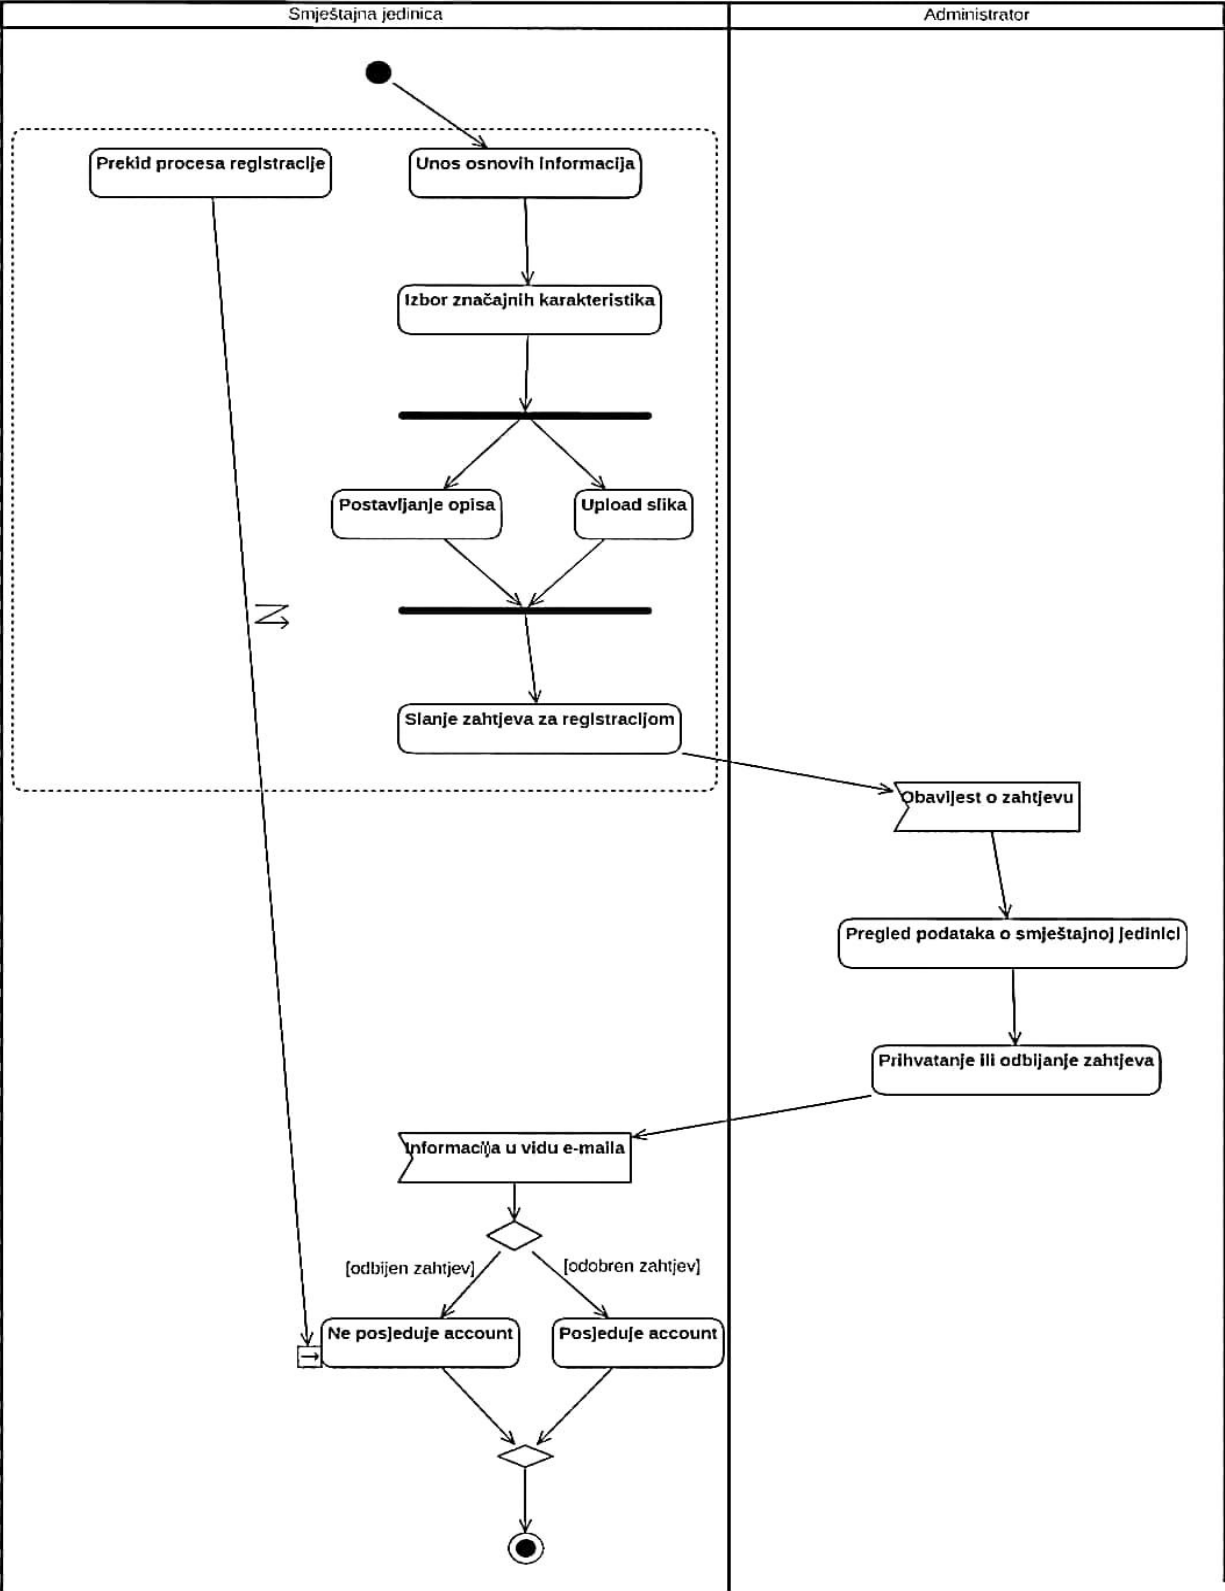 Smještajna jedinica
Administrator
Prekid procesa registracije
Unos osnovih informacija
Izbor značajnih karakteristika
Postavljanje opisa
Upload slika
Slanje zahtjeva za registracijom
Obavijest o zahtjevu
Pregled podataka o smještajnoj jedinici
Prihvatanje ili odbijanje zahtjeva
Informacija u vidu e-maila
[odbijen zahtjev]
[odobren zahtjev]
Ne posjeduje account
Posjeduje account